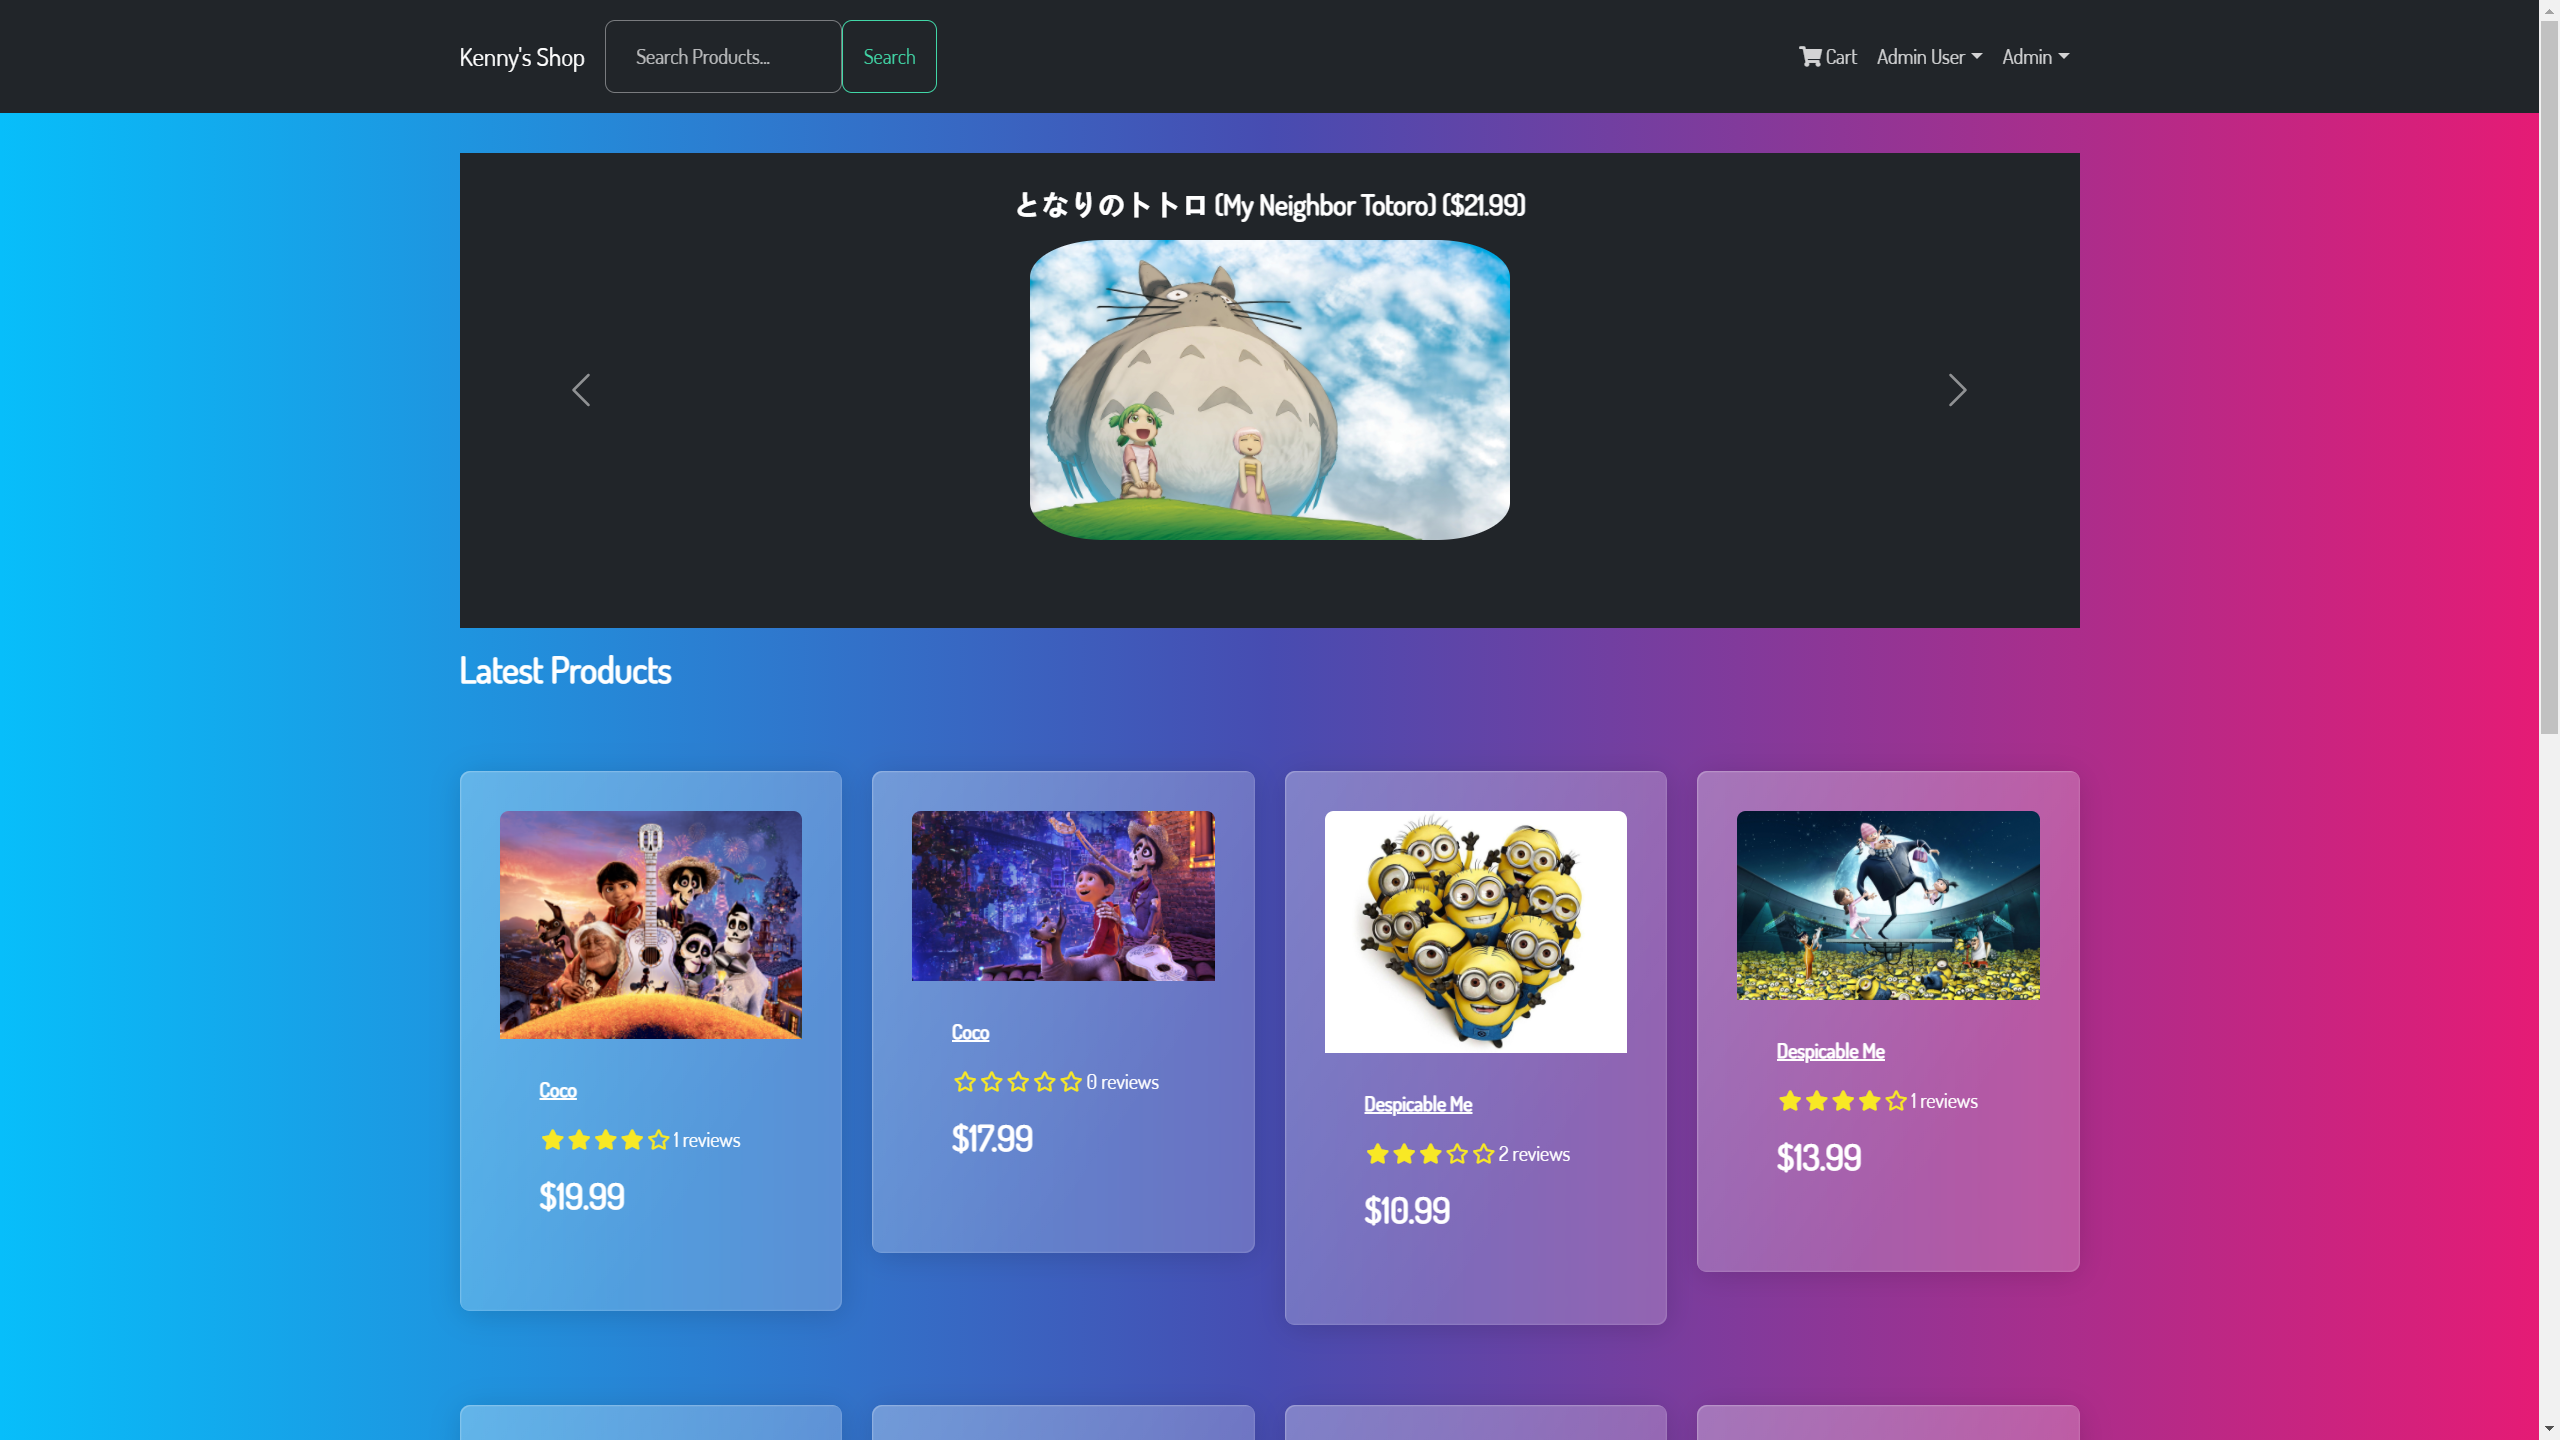 Kenny's Shop
Search Products...
Search
Cart
Admin User
Admin
となりのトトロ (My Neighbor Totoro) ($21.99)
Latest Products
Coco
1 reviews
$19.99
Coco
0 reviews
$17.99
Despicable Me
2 reviews
$10.99
Despicable Me
1 reviews
$13.99